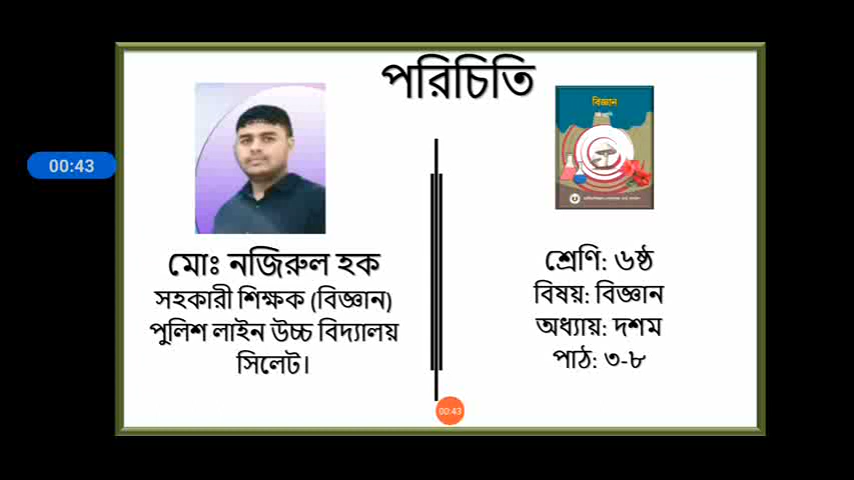 পরিচিতি
00:43
বিজ্ঞান
মোঃ নজিরুল হক
সহকারী শিক্ষক (বিজ্ঞান)
পুলিশ লাইন উচ্চ বিদ্যালয়
সিলেট।
শ্রেণি: ৬ষ্ঠ
বিষয়: বিজ্ঞান
অধ্যায়: দশম
পাঠ: ৩-৮
00:43